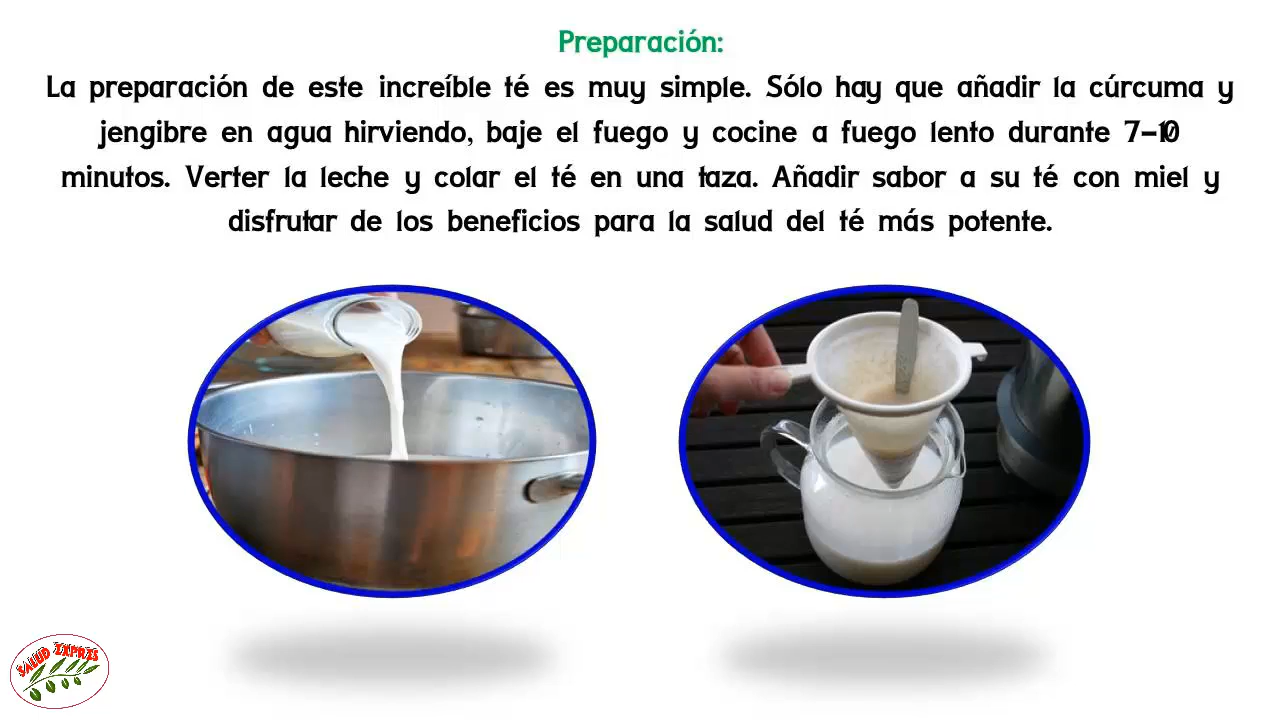 Preparación:
La preparación de este increíble té es muy simple. Sólo hay que añadir la cúrcuma y
jengibre en agua hirviendo, baje el fuego y cocine a fuego lento durante 7-10
minutos. Verter la leche y colar el té en una taza. Añadir sabor a su té con miel y
disfrutar de los beneficios para la salud del té más potente.
SALUD EXPRES